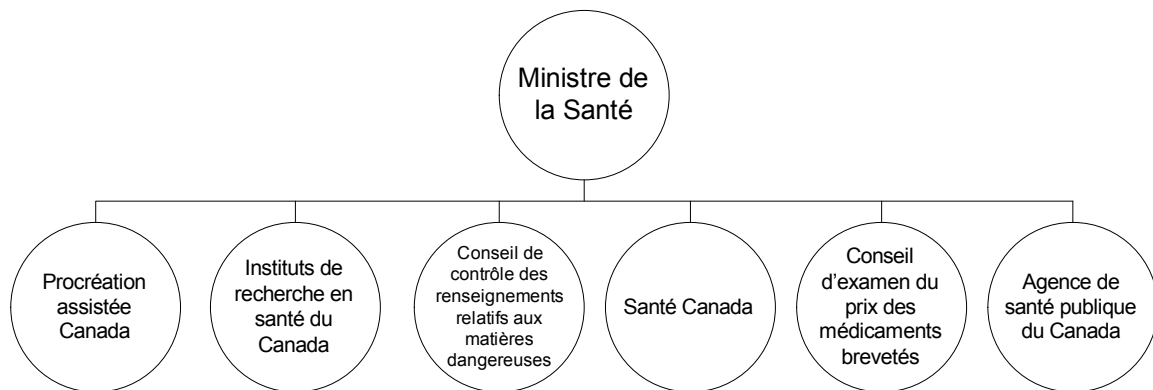 Ministre de
la Santé
Procréation
assistée
Canada
Instituts de
recherche en
santé du
Canada
Conseil de
contrôle des
renseignements
relatifs aux
matières
dangereuses
Santé Canada
Conseil
d’examen du
prix des
médicaments
brevetés
Agence de
santé publique
du Canada